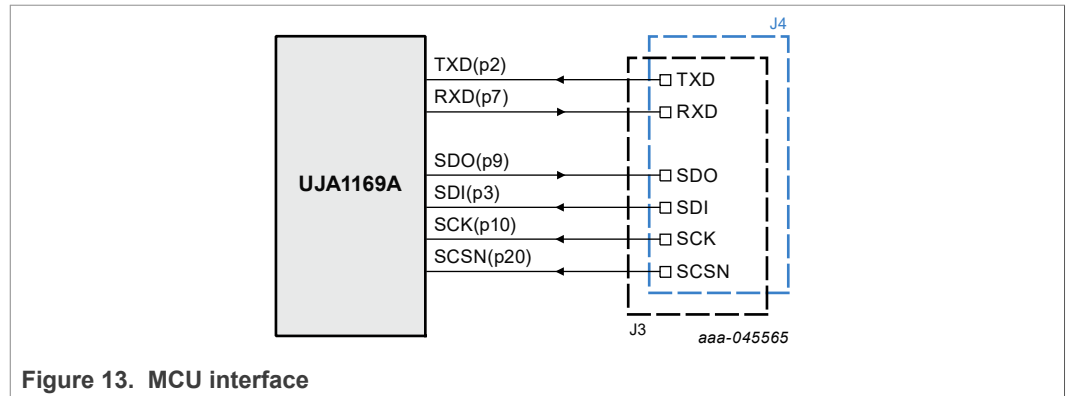 J4
TXD(p2)
TXD
RXD(p7)
RXD
SDO(p9)
SDO
UJA1169A
SDI(p3)
SDI
SCK(p10)
SCK
SCSN(p20)
SCSN
J3
aaa-045565
Figure 13. MCU interface